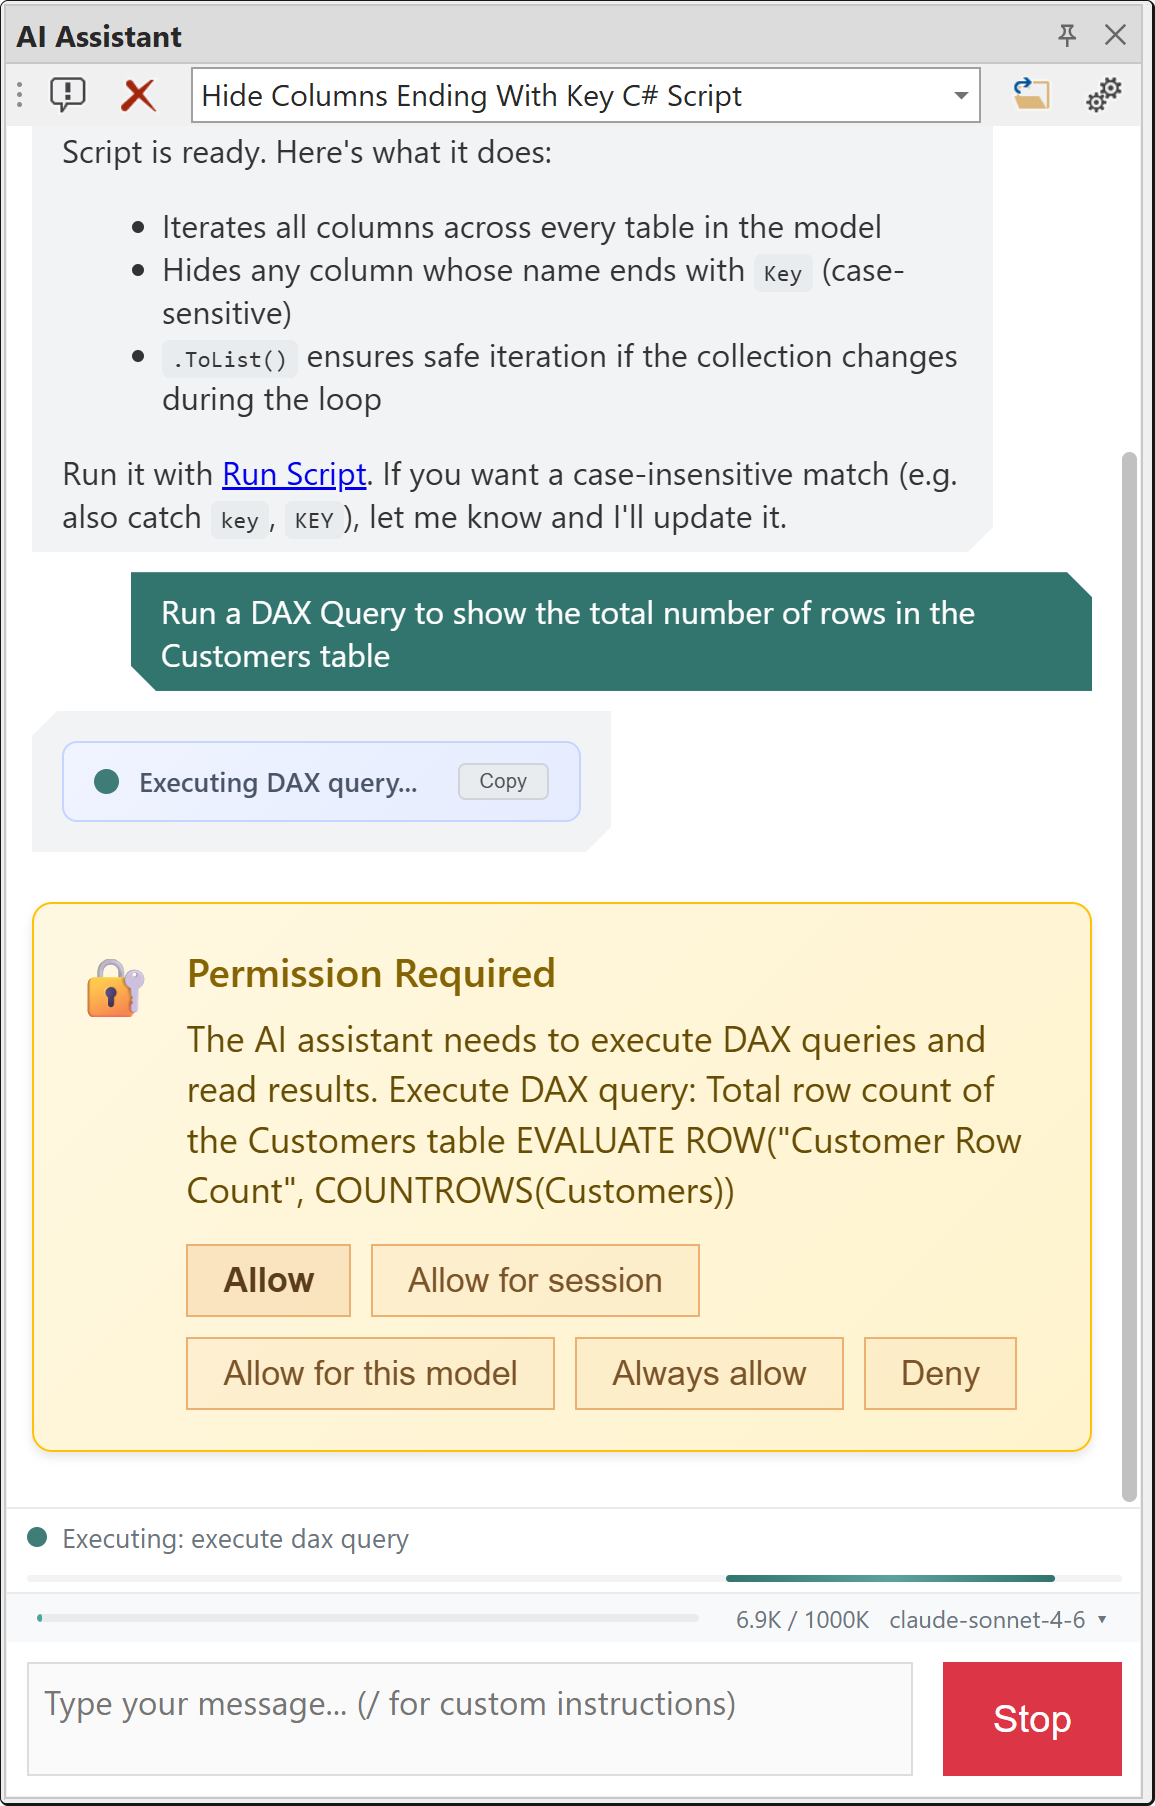 AI Assistant
Hide Columns Ending With Key C# Script
Script is ready. Here's what it does:
Iterates all columns across every table in the model
Hides any column whose name ends with Key (case-
sensitive)
.ToList() ensures safe iteration if the collection changes
during the loop
Run it with Run Script. If you want a case-insensitive match (e.g.
also catch key, KEY), let me know and I'll update it.
Run a DAX Query to show the total number of rows in the
Customers table
Executing DAX query... Copy
Permission Required
The AI assistant needs to execute DAX queries and
read results. Execute DAX query: Total row count of
the Customers table EVALUATE ROW("Customer Row
Count", COUNTROWS(Customers))
Allow Allow for session
Allow for this model Always allow Deny
Executing: execute dax query
6.9K / 1000K claude-sonnet-4-6
Type your message... (/ for custom instructions) Stop